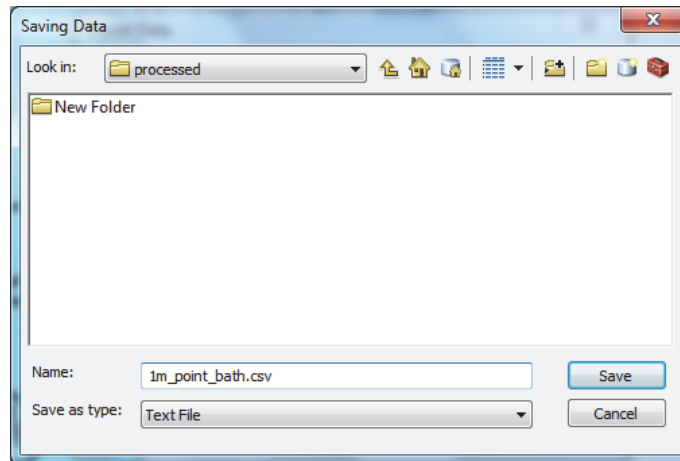 Saving Data
Look in: processed
New Folder
Name: 1m_point_bath.csv Save
Save as type: Text File Cancel